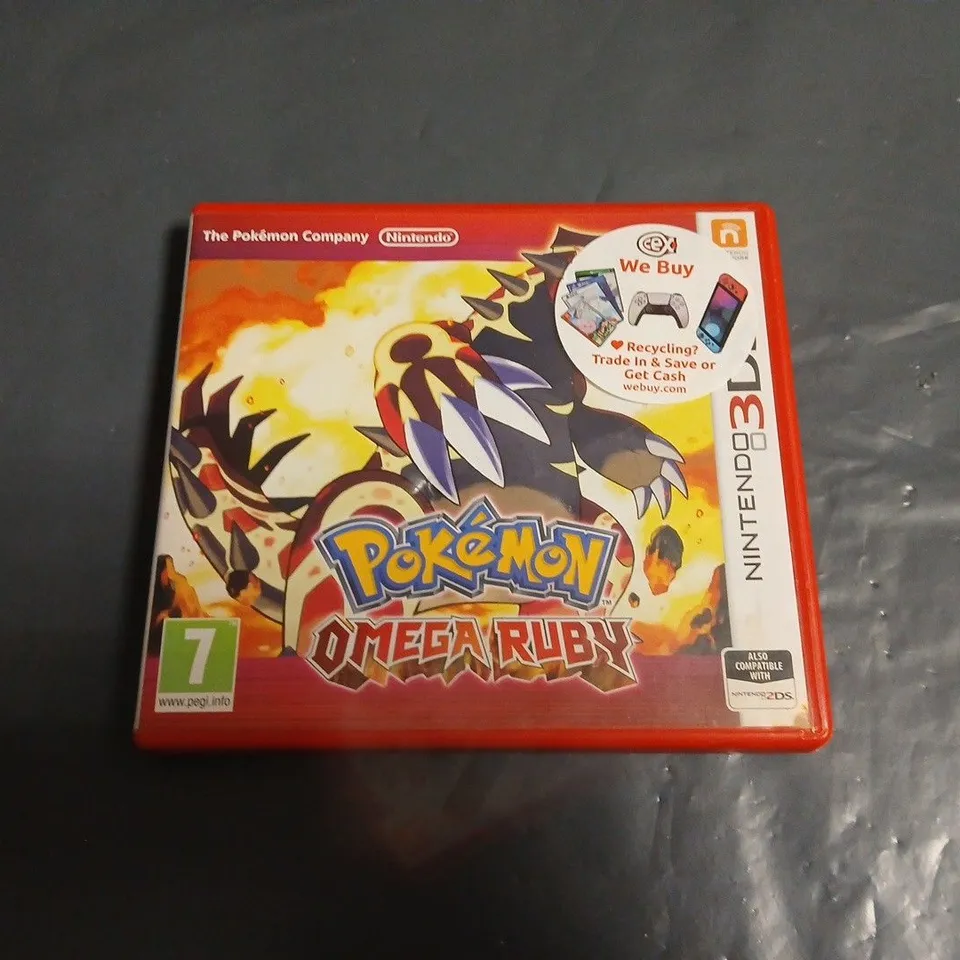 The Pokémon Company Nintendo
cex
We Buy
♥ Recycling?
Trade In & Save or
Get Cash
webuy.com
NINTENDO 3DS
POKéMON
™
OMEGA RUBY
7
www.pegi.info
ALSO
COMPATIBLE
WITH
NINTENDO 2DS